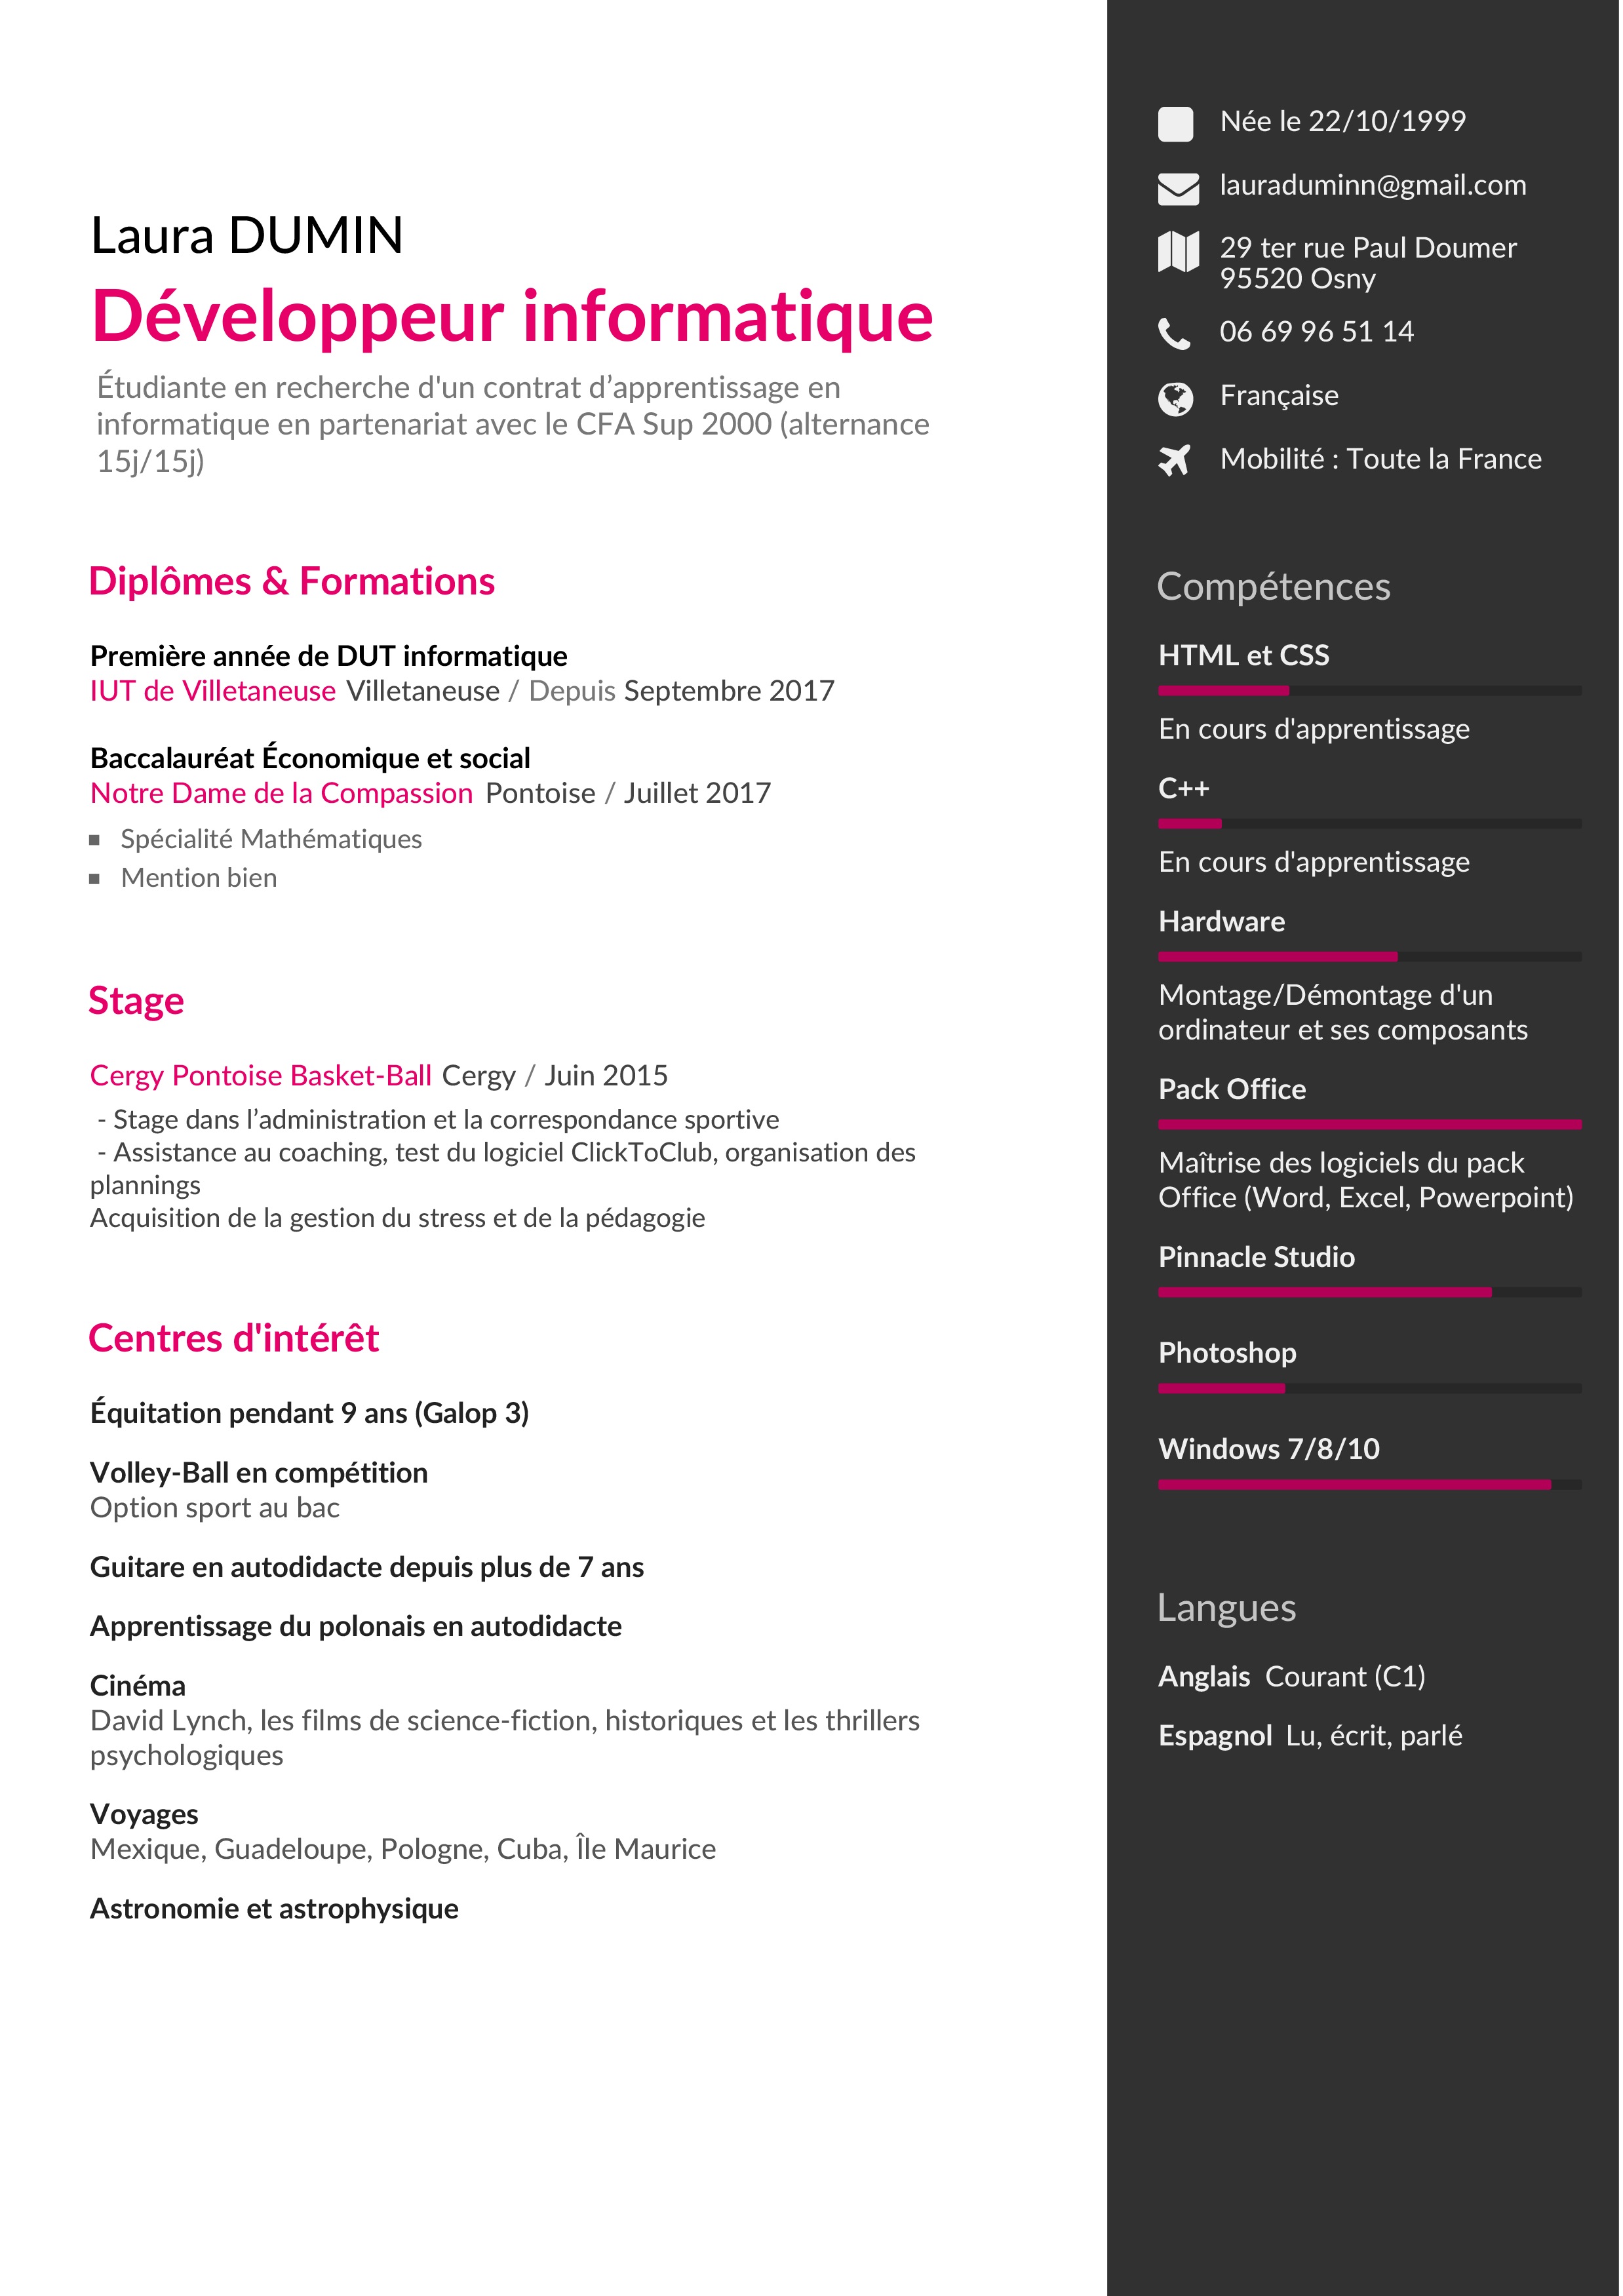 Laura DUMIN
Développeur informatique
Étudiante en recherche d'un contrat d’apprentissage en
informatique en partenariat avec le CFA Sup 2000 (alternance
15j/15j)
Diplômes & Formations
Première année de DUT informatique
IUT de Villetaneuse Villetaneuse / Depuis Septembre 2017
Baccalauréat Économique et social
Notre Dame de la Compassion Pontoise / Juillet 2017
▪ Spécialité Mathématiques
▪ Mention bien
Stage
Cergy Pontoise Basket-Ball Cergy / Juin 2015
- Stage dans l’administration et la correspondance sportive
- Assistance au coaching, test du logiciel ClickToClub, organisation des
plannings
Acquisition de la gestion du stress et de la pédagogie
Centres d'intérêt
Équitation pendant 9 ans (Galop 3)
Volley-Ball en compétition
Option sport au bac
Guitare en autodidacte depuis plus de 7 ans
Apprentissage du polonais en autodidacte
Cinéma
David Lynch, les films de science-fiction, historiques et les thrillers
psychologiques
Voyages
Mexique, Guadeloupe, Pologne, Cuba, Île Maurice
Astronomie et astrophysique
Née le 22/10/1999
lauraduminn@gmail.com
29 ter rue Paul Doumer
95520 Osny
06 69 96 51 14
Française
Mobilité : Toute la France
Compétences
HTML et CSS
En cours d'apprentissage
C++
En cours d'apprentissage
Hardware
Montage/Démontage d'un
ordinateur et ses composants
Pack Office
Maîtrise des logiciels du pack
Office (Word, Excel, Powerpoint)
Pinnacle Studio
Photoshop
Windows 7/8/10
Langues
Anglais Courant (C1)
Espagnol Lu, écrit, parlé